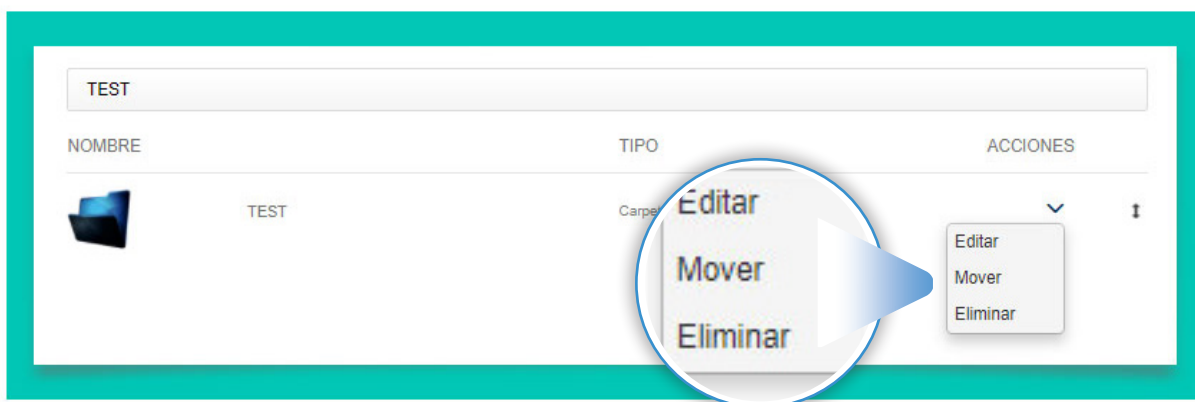 TEST
NOMBRE TIPO ACCIONES
TEST
Editar
Mover
Eliminar
Editar
Mover
Eliminar